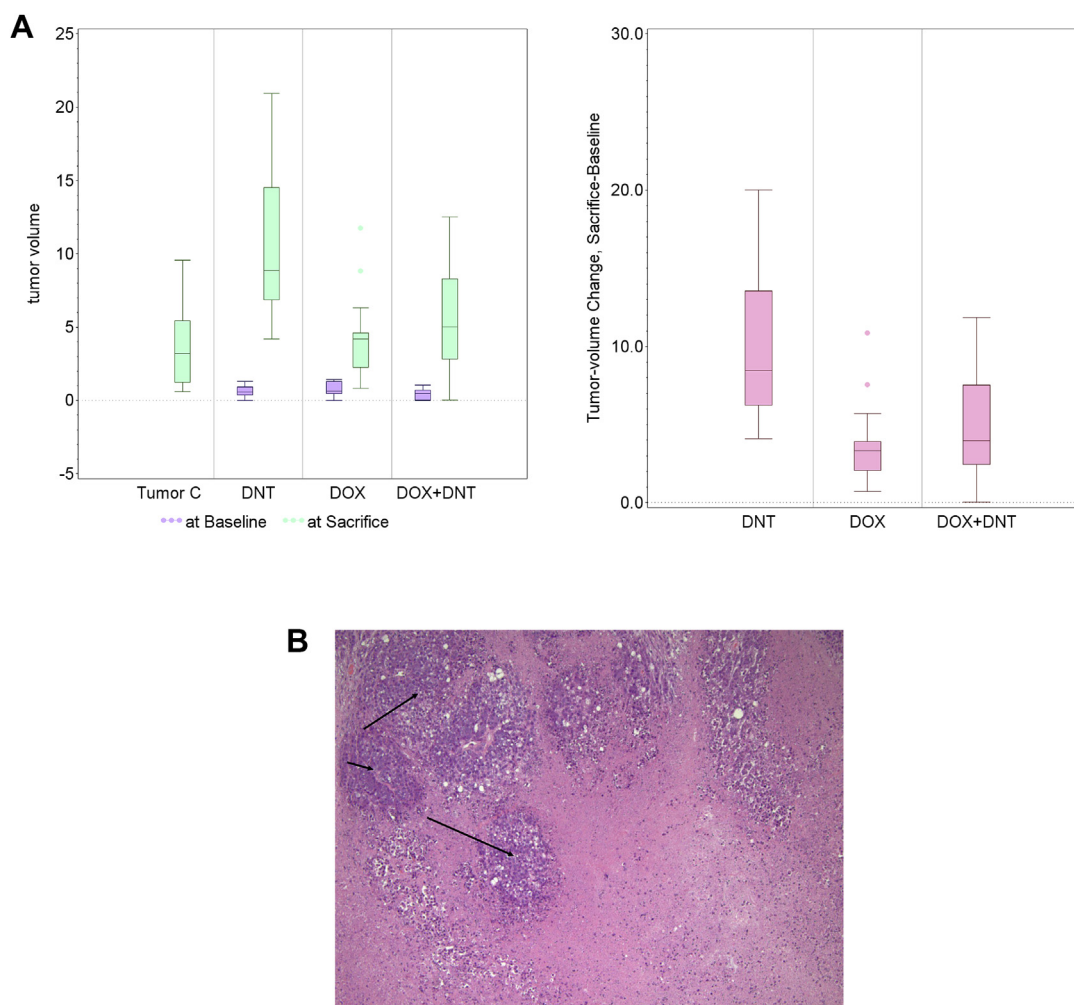 A
tumor volume
25
20
15
10
5
0
-5
Tumor C DNT DOX DOX+DNT
at Baseline at Sacrifice
Tumor-volume Change, Sacrifice-Baseline
30.0
20.0
10.0
0.0
DNT DOX DOX+DNT
B